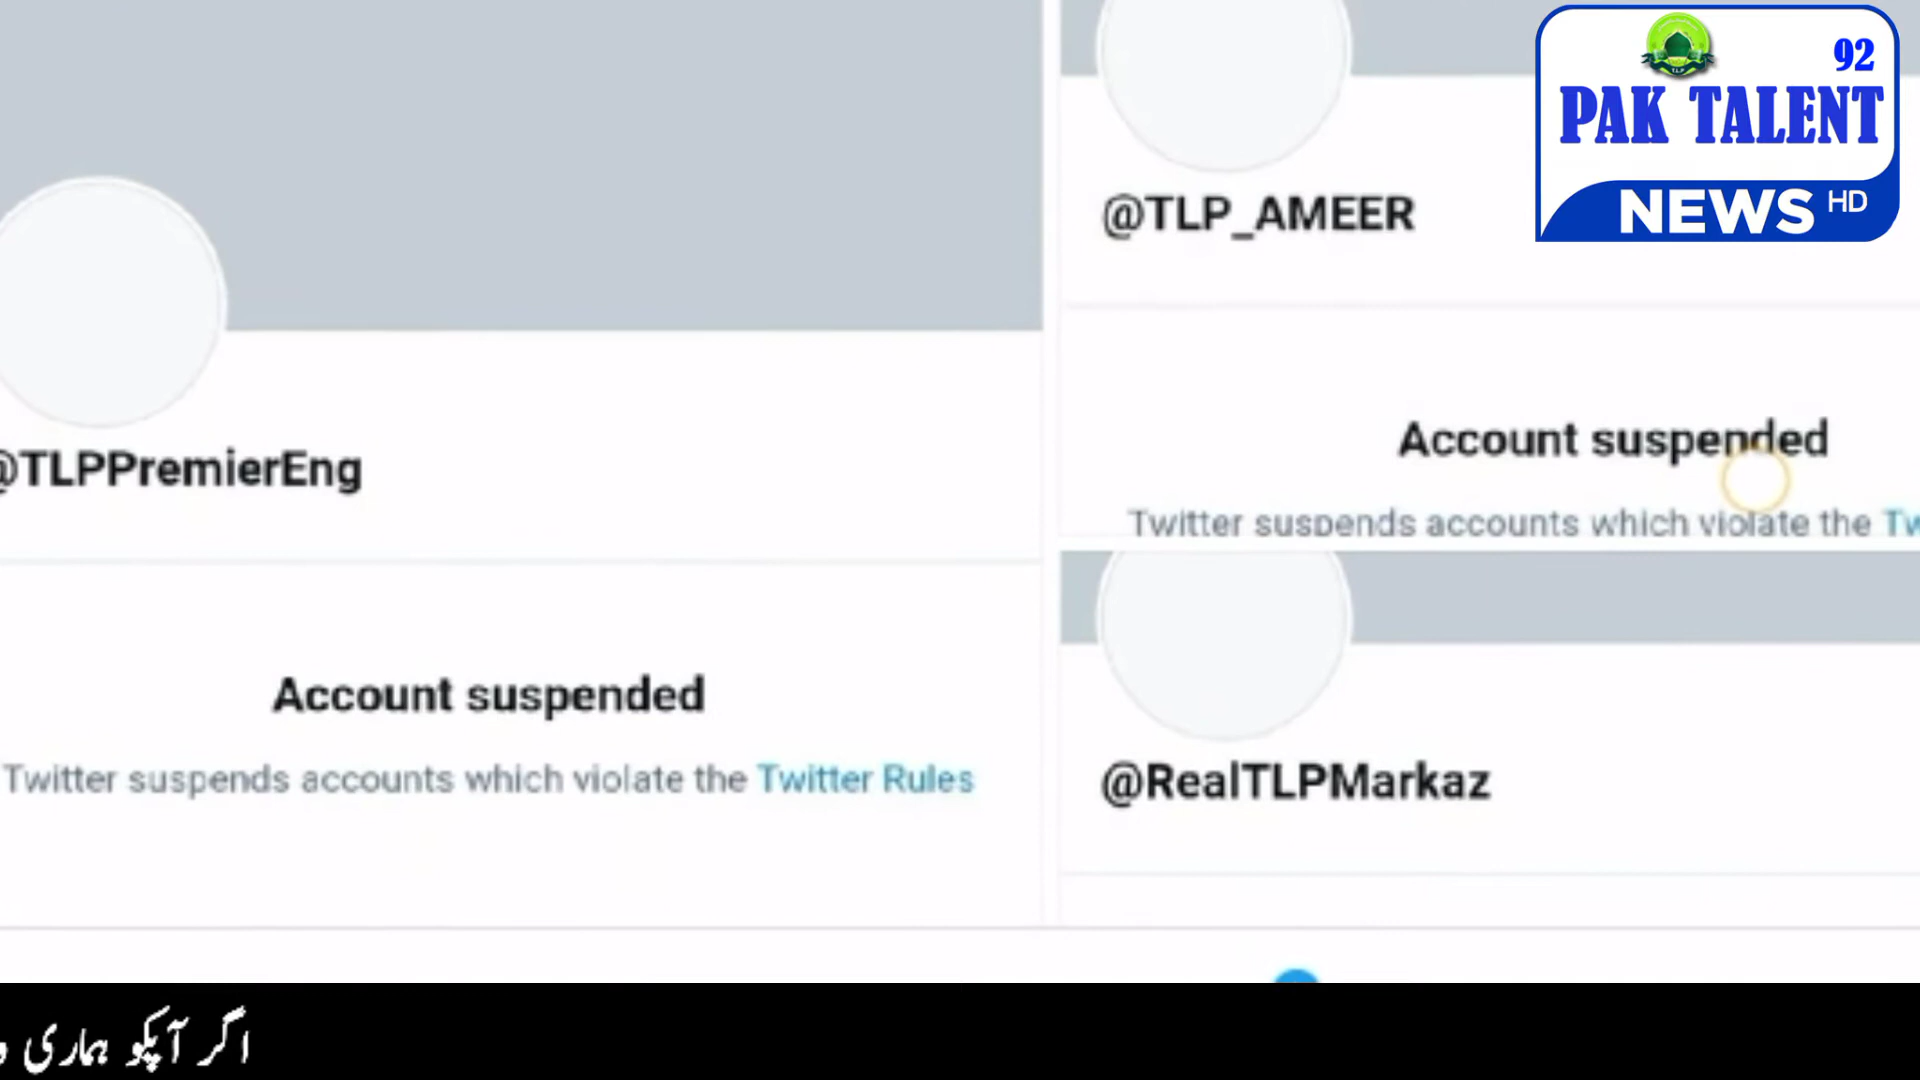 @TLPPremierEng
Account suspended
Twitter suspends accounts which violate the Twitter Rules
@TLP_AMEER
Account suspended
Twitter suspends accounts which violate the
@RealTLPMarkaz
92
PAK TALENT
NEWS HD
اگر آپکو ہماری